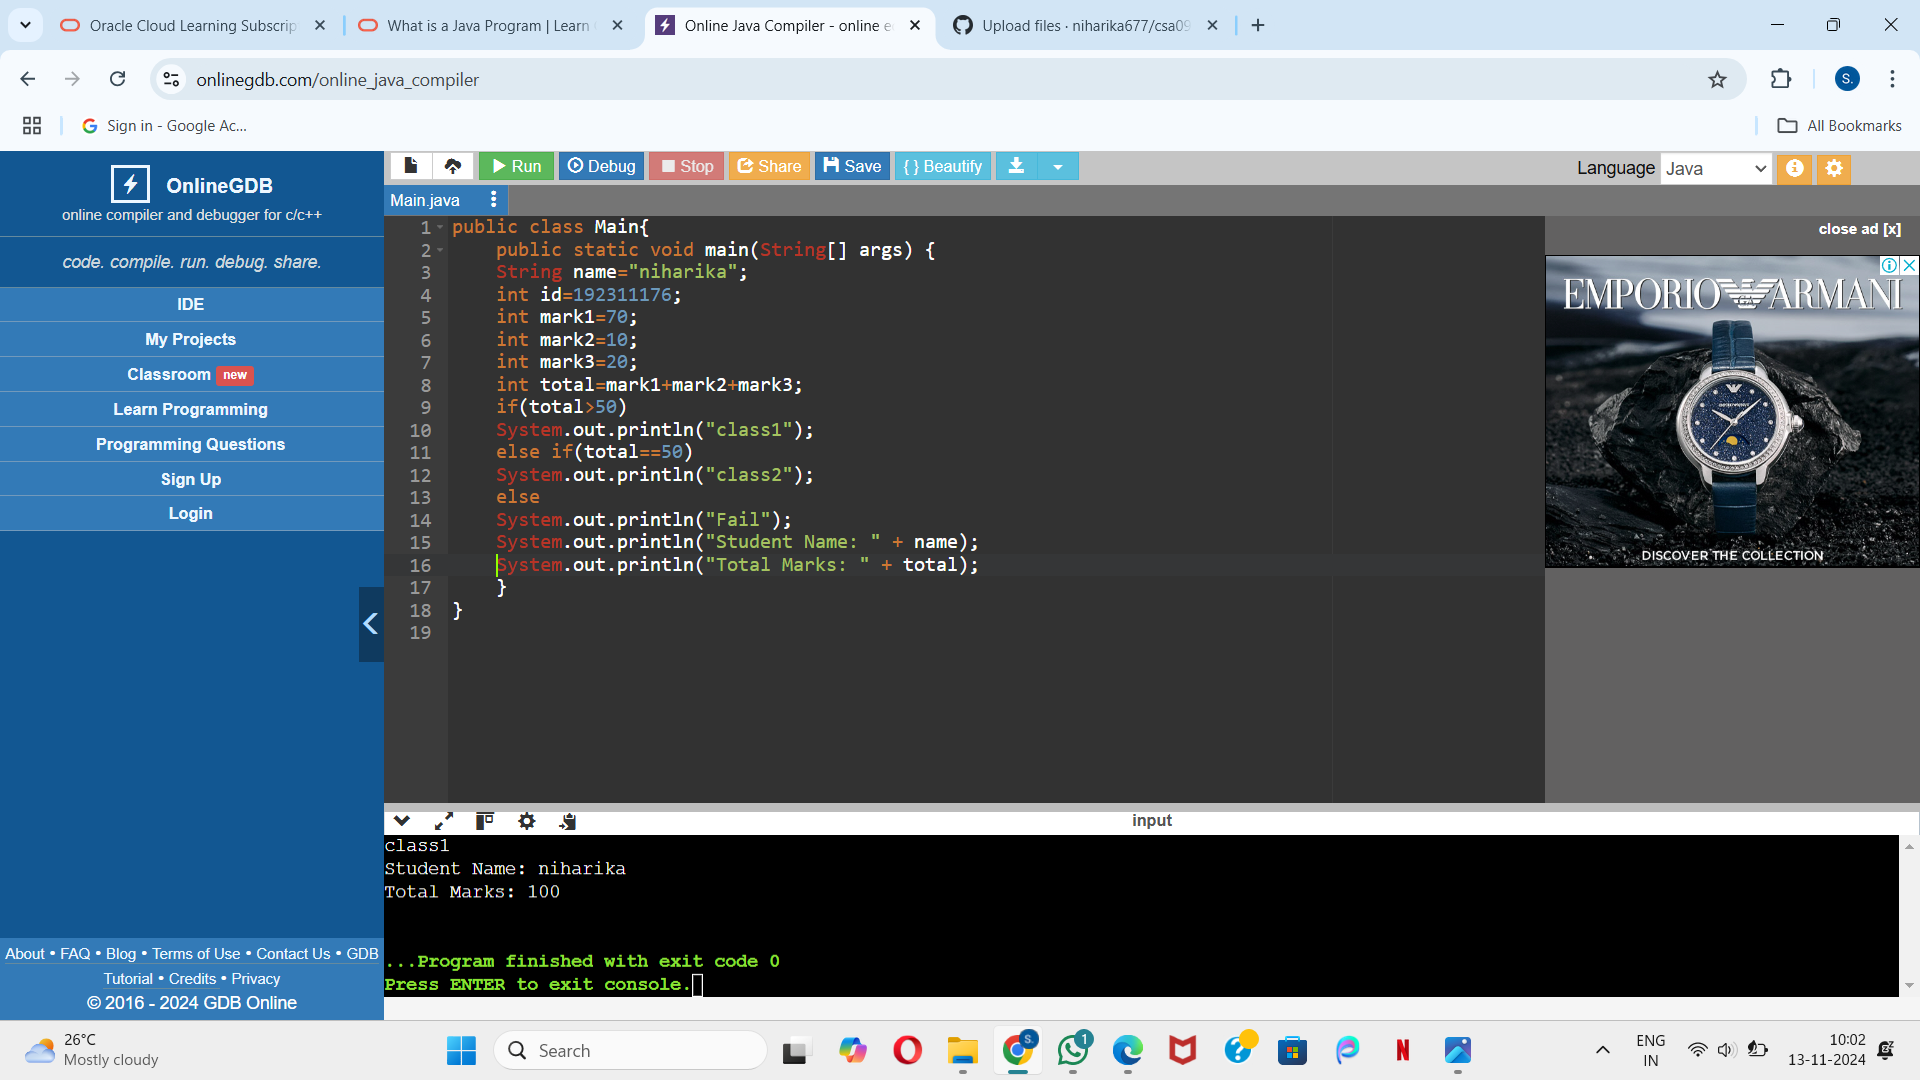 Oracle Cloud Learning Subscrip
What is a Java Program | Learn
Online Java Compiler - online e
Upload files · niharika677/csa09
onlinegdb.com/online_java_compiler
S.
Sign in - Google Ac...
All Bookmarks
OnlineGDB
online compiler and debugger for c/c++
code. compile. run. debug. share.
IDE
My Projects
Classroom new
Learn Programming
Programming Questions
Sign Up
Login
About • FAQ • Blog • Terms of Use • Contact Us • GDB
Tutorial • Credits • Privacy
© 2016 - 2024 GDB Online
Run Debug Stop Share Save { } Beautify
Language Java
Main.java
1 public class Main{
2 public static void main(String[] args) {
3 String name="niharika";
4 int id=192311176;
5 int mark1=70;
6 int mark2=10;
7 int mark3=20;
8 int total=mark1+mark2+mark3;
9 if(total>50)
10 System.out.println("class1");
11 else if(total==50)
12 System.out.println("class2");
13 else
14 System.out.println("Fail");
15 System.out.println("Student Name: " + name);
16 System.out.println("Total Marks: " + total);
17 }
18 }
19
close ad [x]
EMPORIO ARMANI
DISCOVER THE COLLECTION
input
class1
Student Name: niharika
Total Marks: 100
...Program finished with exit code 0
Press ENTER to exit console.
26°C
Mostly cloudy
Search
S.
1
N
ENG
IN
10:02
13-11-2024